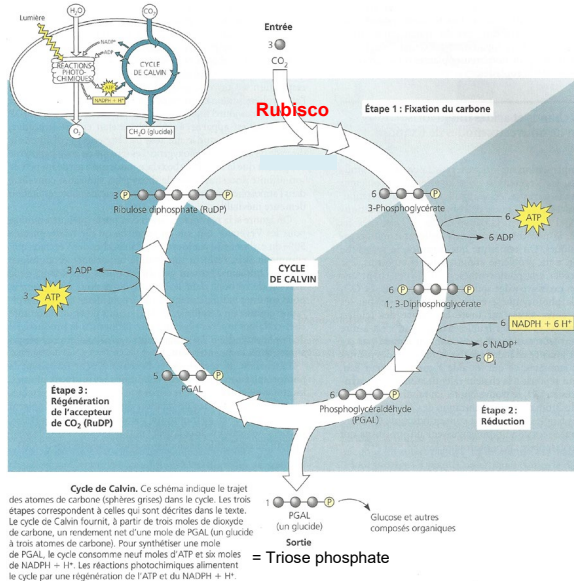 Lumière
H₂O
CO₂
NADP⁺
ADP
RÉACTIONS
PHOTO-
CHIMIQUES
CYCLE
DE CALVIN
ATP
NADPH + H⁺
O₂
CH₂O (glucide)
Entrée
3
CO₂
Rubisco
Étape 1 : Fixation du carbone
3 P P
Ribulose diphosphate (RuDP)
6 P
3-Phosphoglycérate
6 ATP
6 ADP
6 P P
1, 3-Diphosphoglycérate
6 NADPH + 6 H⁺
6 NADP⁺
6 Pi
3 ADP
3 ATP
CYCLE
DE CALVIN
5 P
PGAL
6 P
Phosphoglycéraldéhyde
(PGAL)
Étape 3 :
Régénération
de l'accepteur
de CO₂ (RuDP)
Étape 2 :
Réduction
Cycle de Calvin. Ce schéma indique le trajet
des atomes de carbone (sphères grises) dans le cycle. Les trois
étapes correspondent à celles qui sont décrites dans le texte.
Le cycle de Calvin fournit, à partir de trois moles de dioxyde
de carbone, un rendement net d'une mole de PGAL (un glucide
à trois atomes de carbone). Pour synthétiser une mole
de PGAL, le cycle consomme neuf moles d'ATP et six moles
de NADPH + H⁺. Les réactions photochimiques alimentent
le cycle par une régénération de l'ATP et du NADPH + H⁺.
1 P
PGAL
(un glucide)
Sortie
Glucose et autres
composés organiques
= Triose phosphate